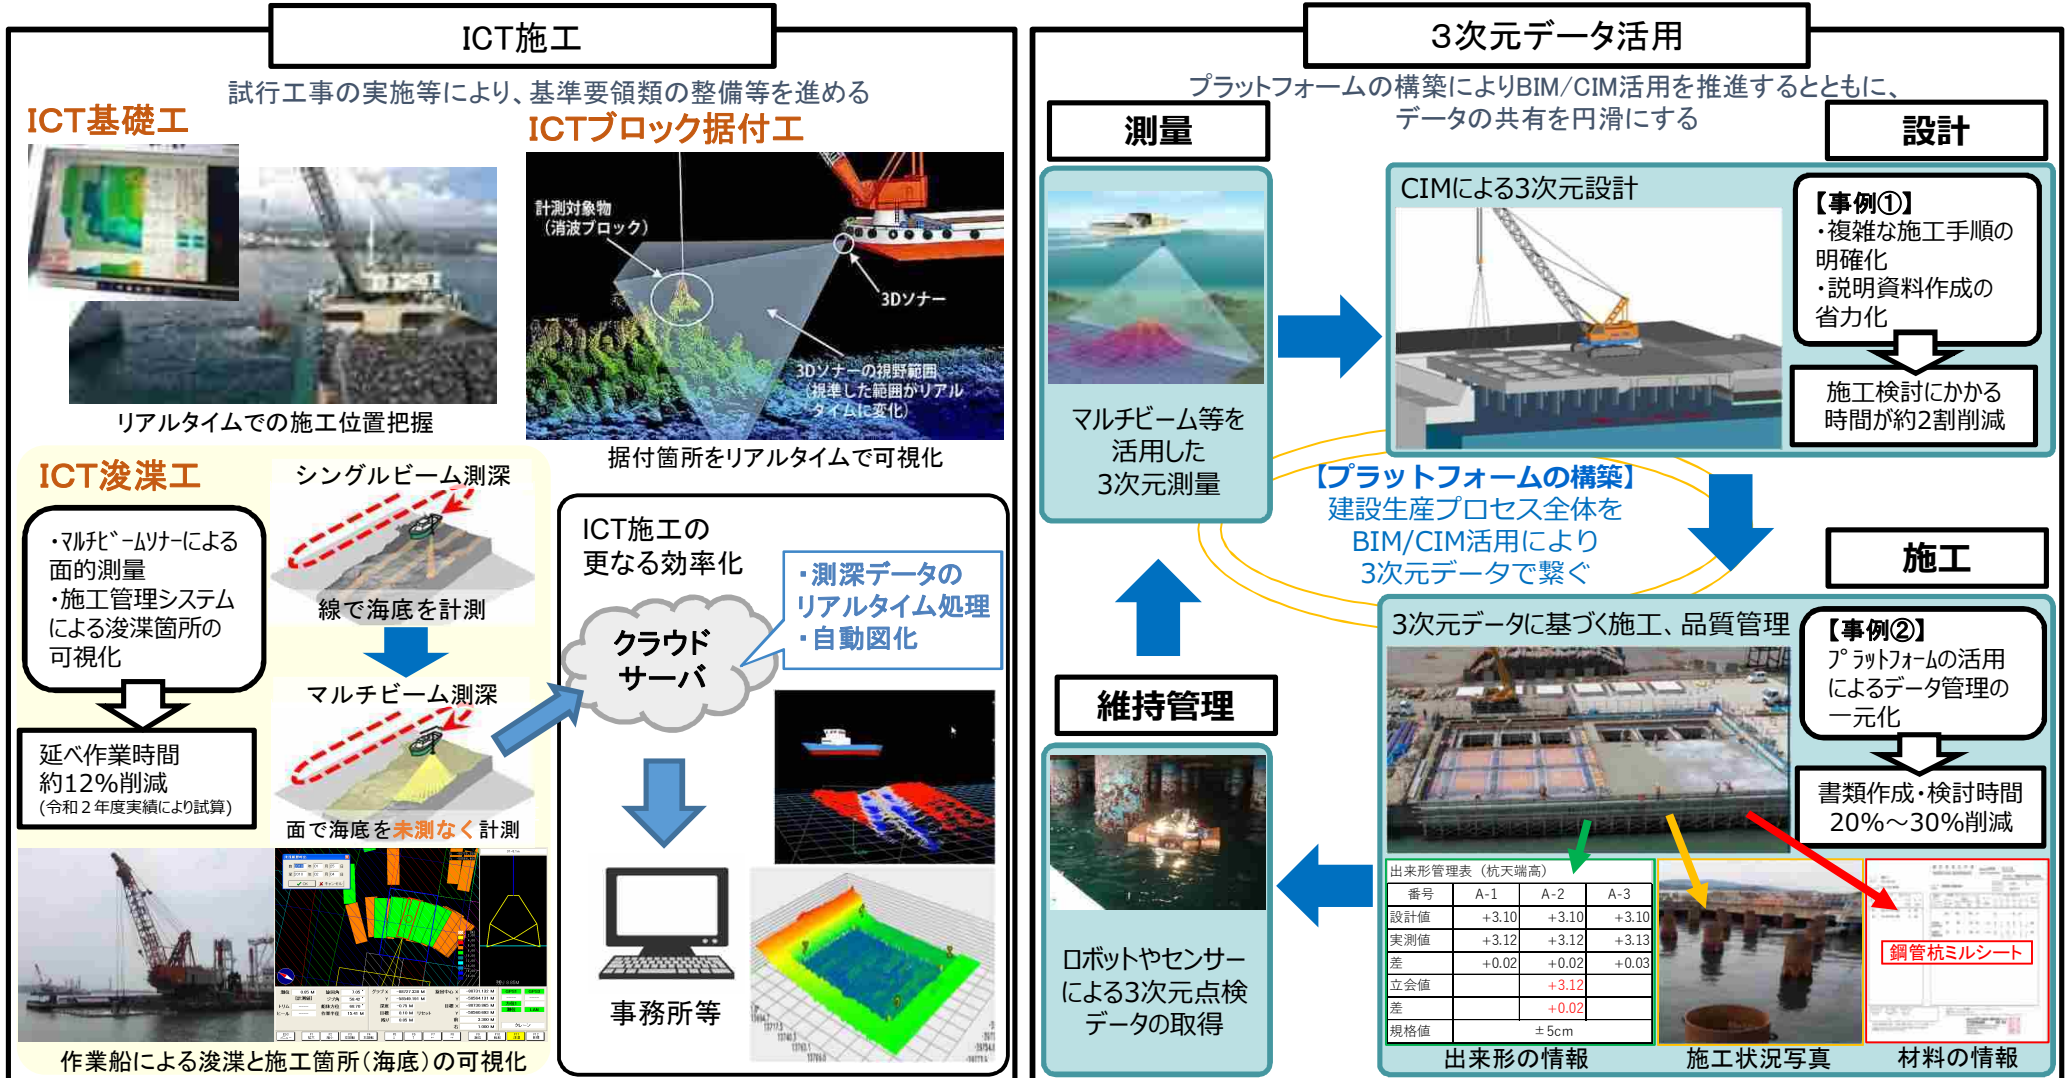 ICT施工
試行工事の実施等により、基準要領類の整備等を進める
ICT基礎工
リアルタイムでの施工位置把握
ICTブロック据付工
計測対象物
(消波ブロック)
3Dソナー
3Dソナーの視野範囲
(視準した範囲がリアル
タイムに変化)
据付箇所をリアルタイムで可視化
ICT浚渫工
・マルチビームソナーによる
面的測量
・施工管理システム
による浚渫箇所の
可視化
延べ作業時間
約12%削減
(令和２年度実績により試算)
シングルビーム測深
線で海底を計測
マルチビーム測深
面で海底を未測なく計測
作業船による浚渫と施工箇所(海底)の可視化
ICT施工の
更なる効率化
・測深データの
リアルタイム処理
・自動図化
クラウド
サーバ
事務所等
３次元データ活用
プラットフォームの構築によりBIM/CIM活用を推進するとともに、
データの共有を円滑にする
測量
マルチビーム等を
活用した
3次元測量
設計
CIMによる3次元設計
【事例①】
・複雑な施工手順の
明確化
・説明資料作成の
省力化
施工検討にかかる
時間が約2割削減
【プラットフォームの構築】
建設生産プロセス全体を
BIM/CIM活用により
3次元データで繋ぐ
施工
3次元データに基づく施工、品質管理
【事例②】
プラットフォームの活用
によるデータ管理の
一元化
書類作成・検討時間
20%～30%削減
出来形管理表（杭天端高）
番号 A-1 A-2 A-3
設計値 +3.10 +3.10 +3.10
実測値 +3.12 +3.12 +3.13
差 +0.02 +0.02 +0.03
立会値 +3.12
差 +0.02
規格値 ±5cm
出来形の情報
施工状況写真
鋼管杭ミルシート
材料の情報
維持管理
ロボットやセンサー
による3次元点検
データの取得